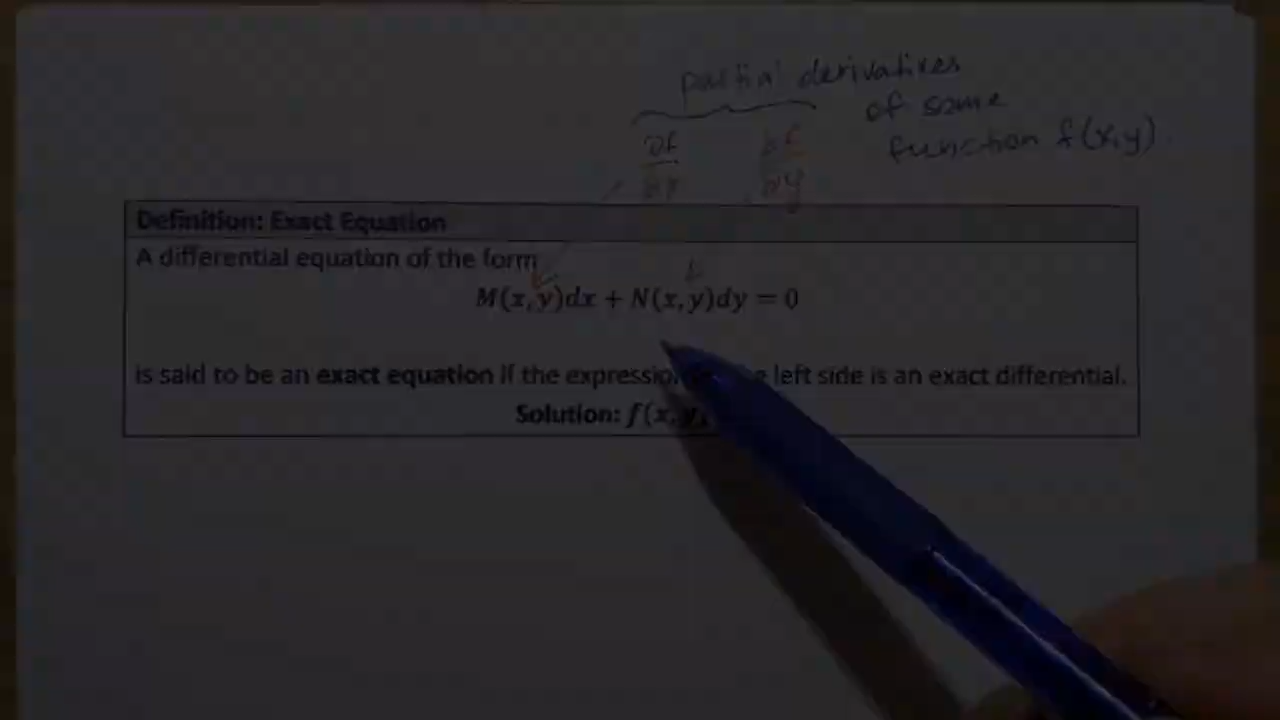 partial derivatives
of some
function f(x,y).
∂f ∂f
∂x ∂y
Definition: Exact Equation
A differential equation of the form
M(x, y)dx + N(x, y)dy = 0
is said to be an exact equation if the left side is an exact differential.
Solution: f(x, y)